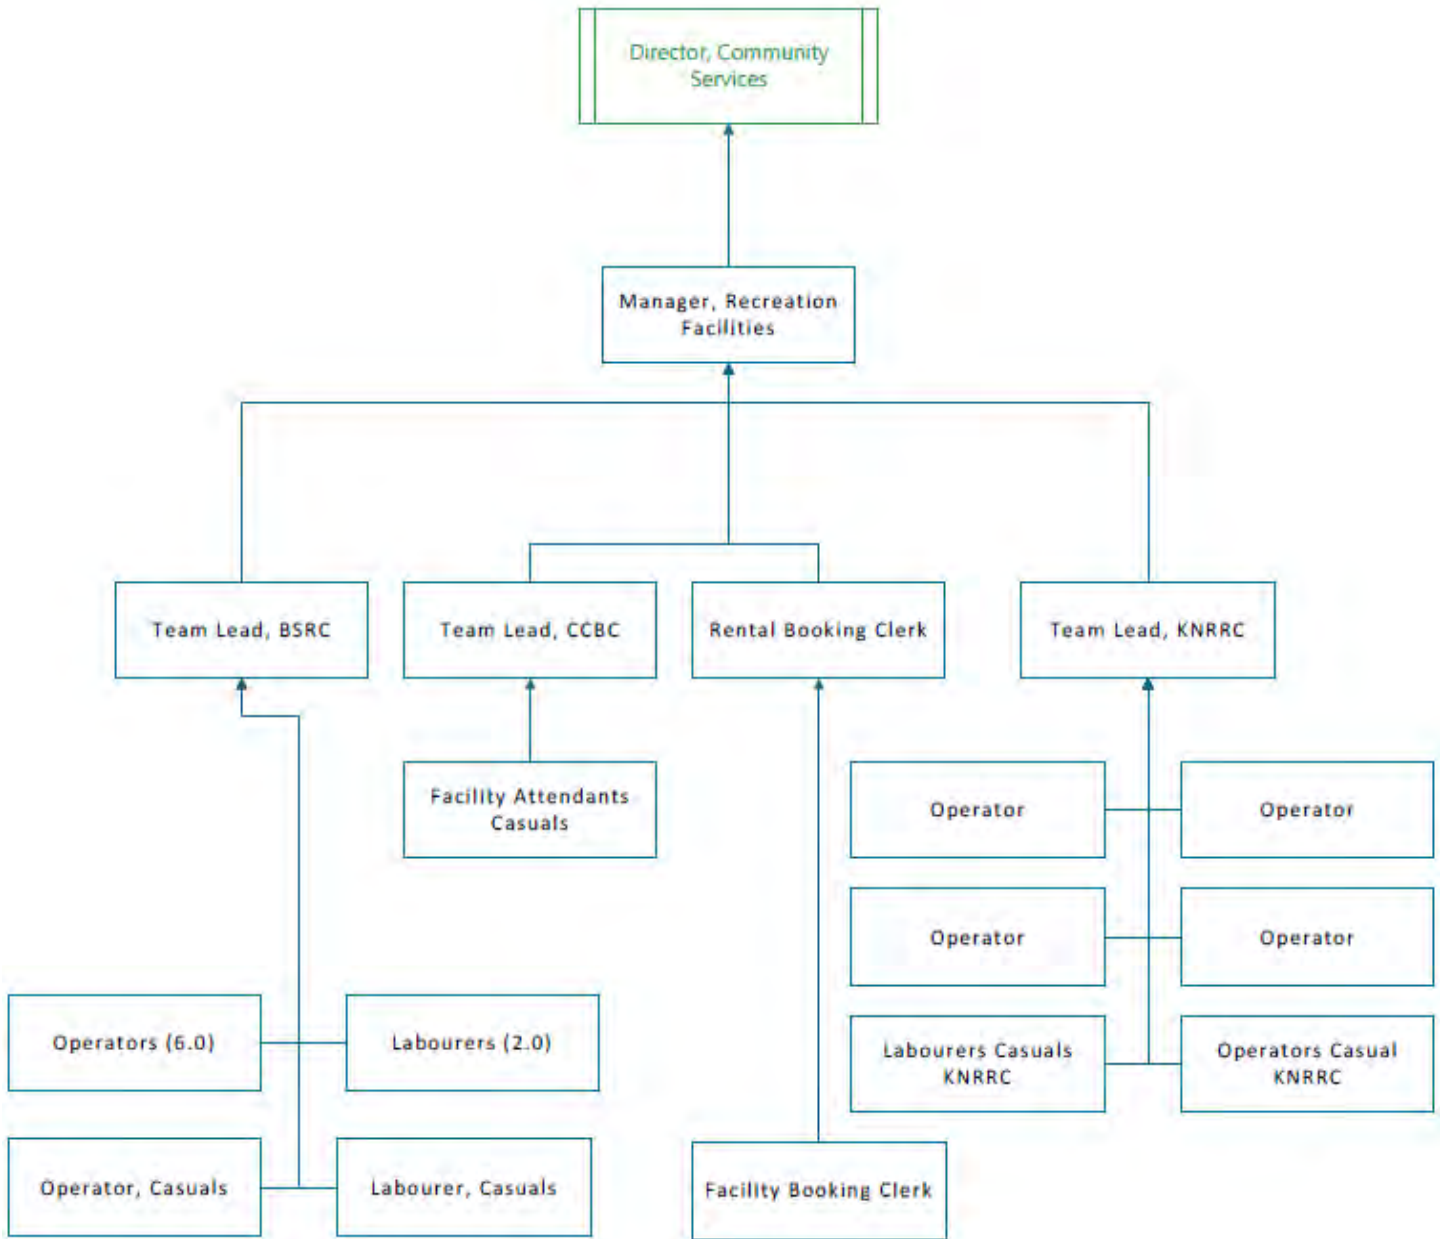 Director, Community
Services
Manager, Recreation
Facilities
Team Lead, BSRC
Team Lead, CCBC
Rental Booking Clerk
Team Lead, KNRRC
Facility Attendants
Casuals
Operator
Operator
Operator
Operator
Operators (6.0)
Labourers (2.0)
Labourers Casuals
KNRRC
Operators Casual
KNRRC
Operator, Casuals
Labourer, Casuals
Facility Booking Clerk